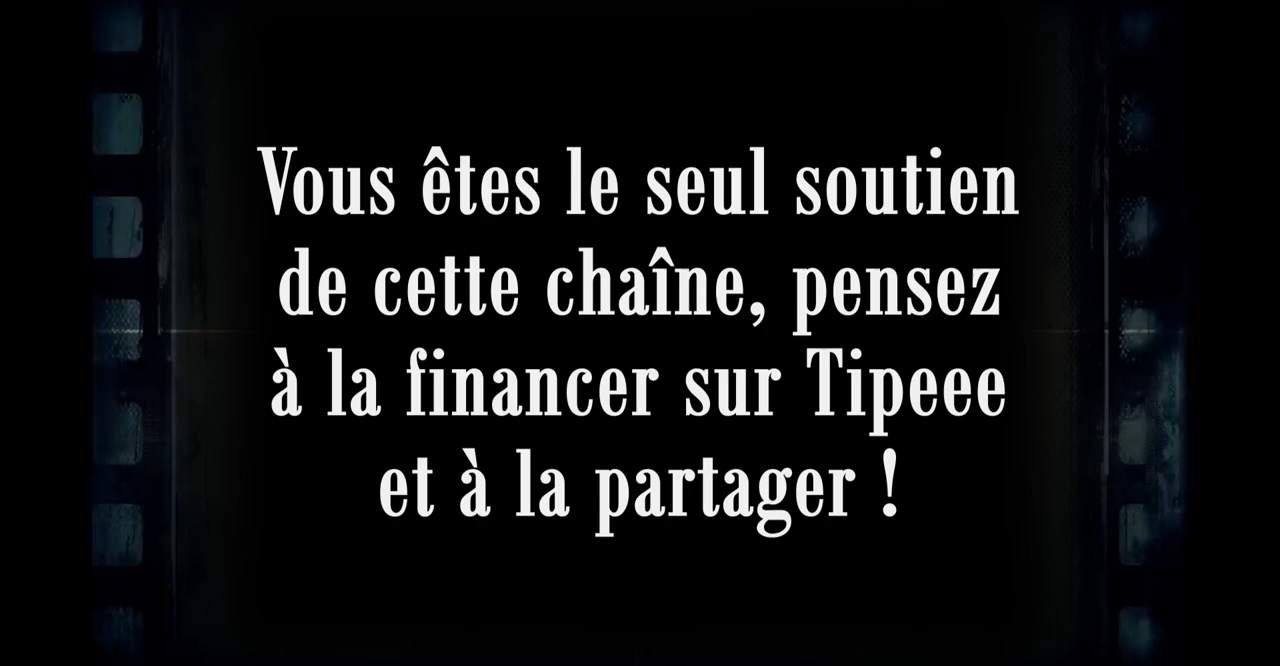 Vous êtes le seul soutien
de cette chaîne, pensez
à la financer sur Tipeee
et à la partager !